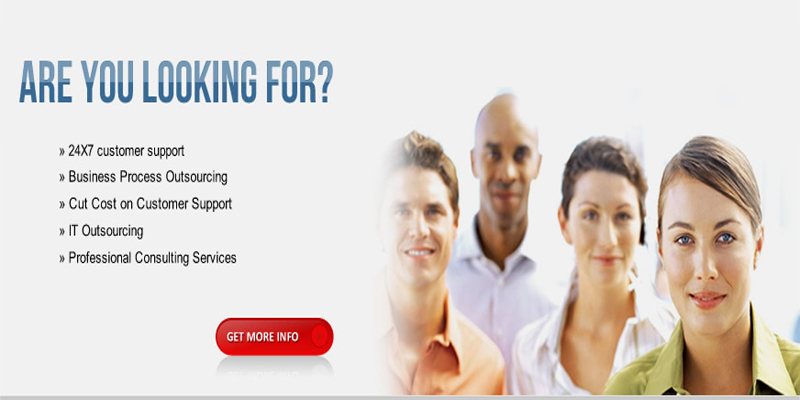 ARE YOU LOOKING FOR?
» 24X7 customer support
» Business Process Outsourcing
» Cut Cost on Customer Support
» IT Outsourcing
» Professional Consulting Services
GET MORE INFO